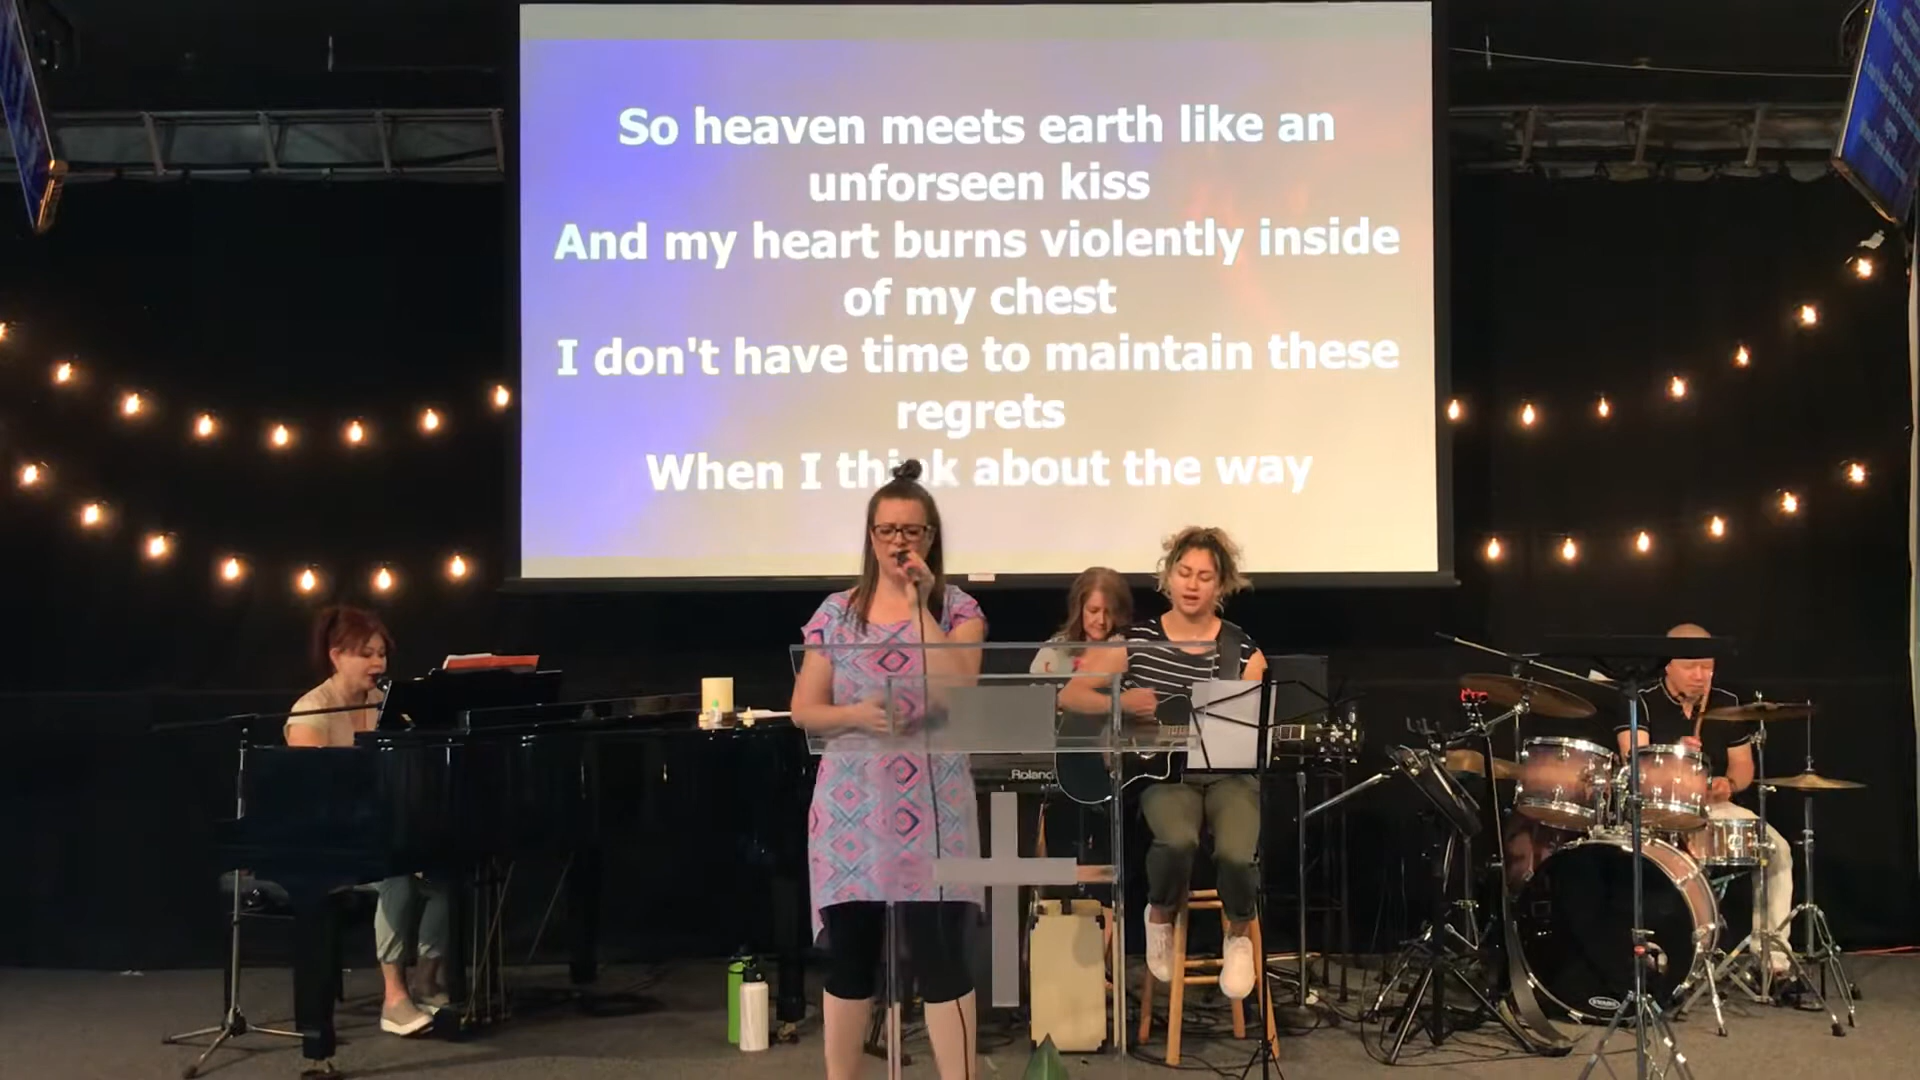 So heaven meets earth like an
unforseen kiss
And my heart burns violently inside
of my chest
I don't have time to maintain these
regrets
When I think about the way
Roland
EVANS